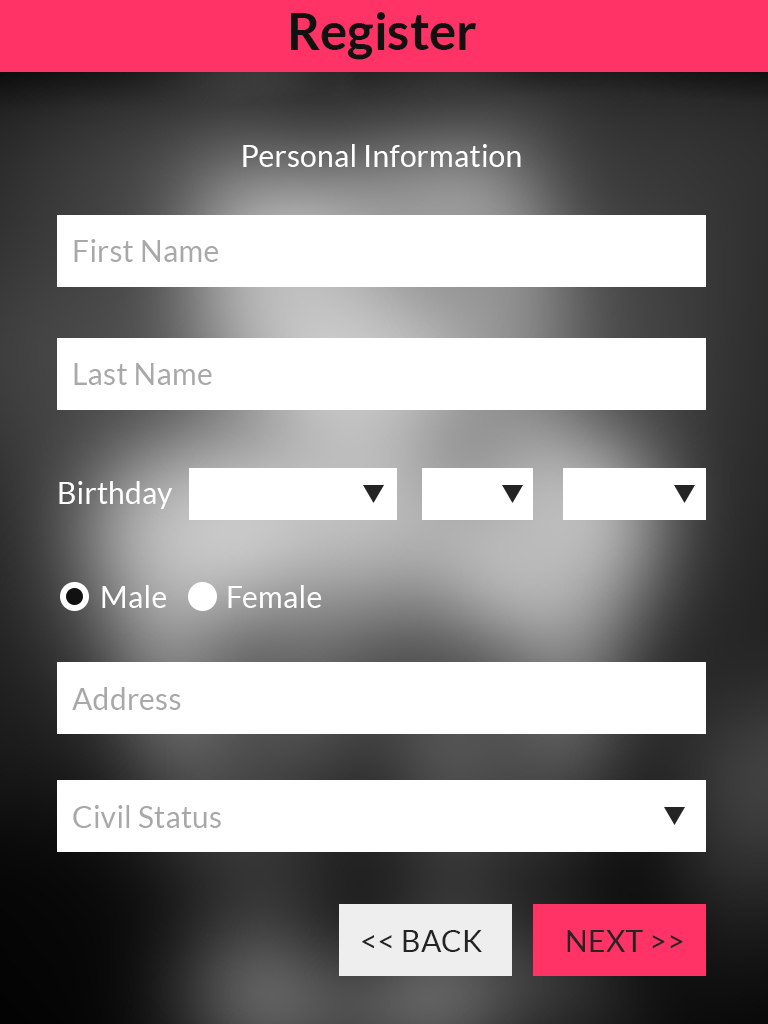 Register
Personal Information
First Name
Last Name
Birthday
Male Female
Address
Civil Status
<< BACK NEXT >>